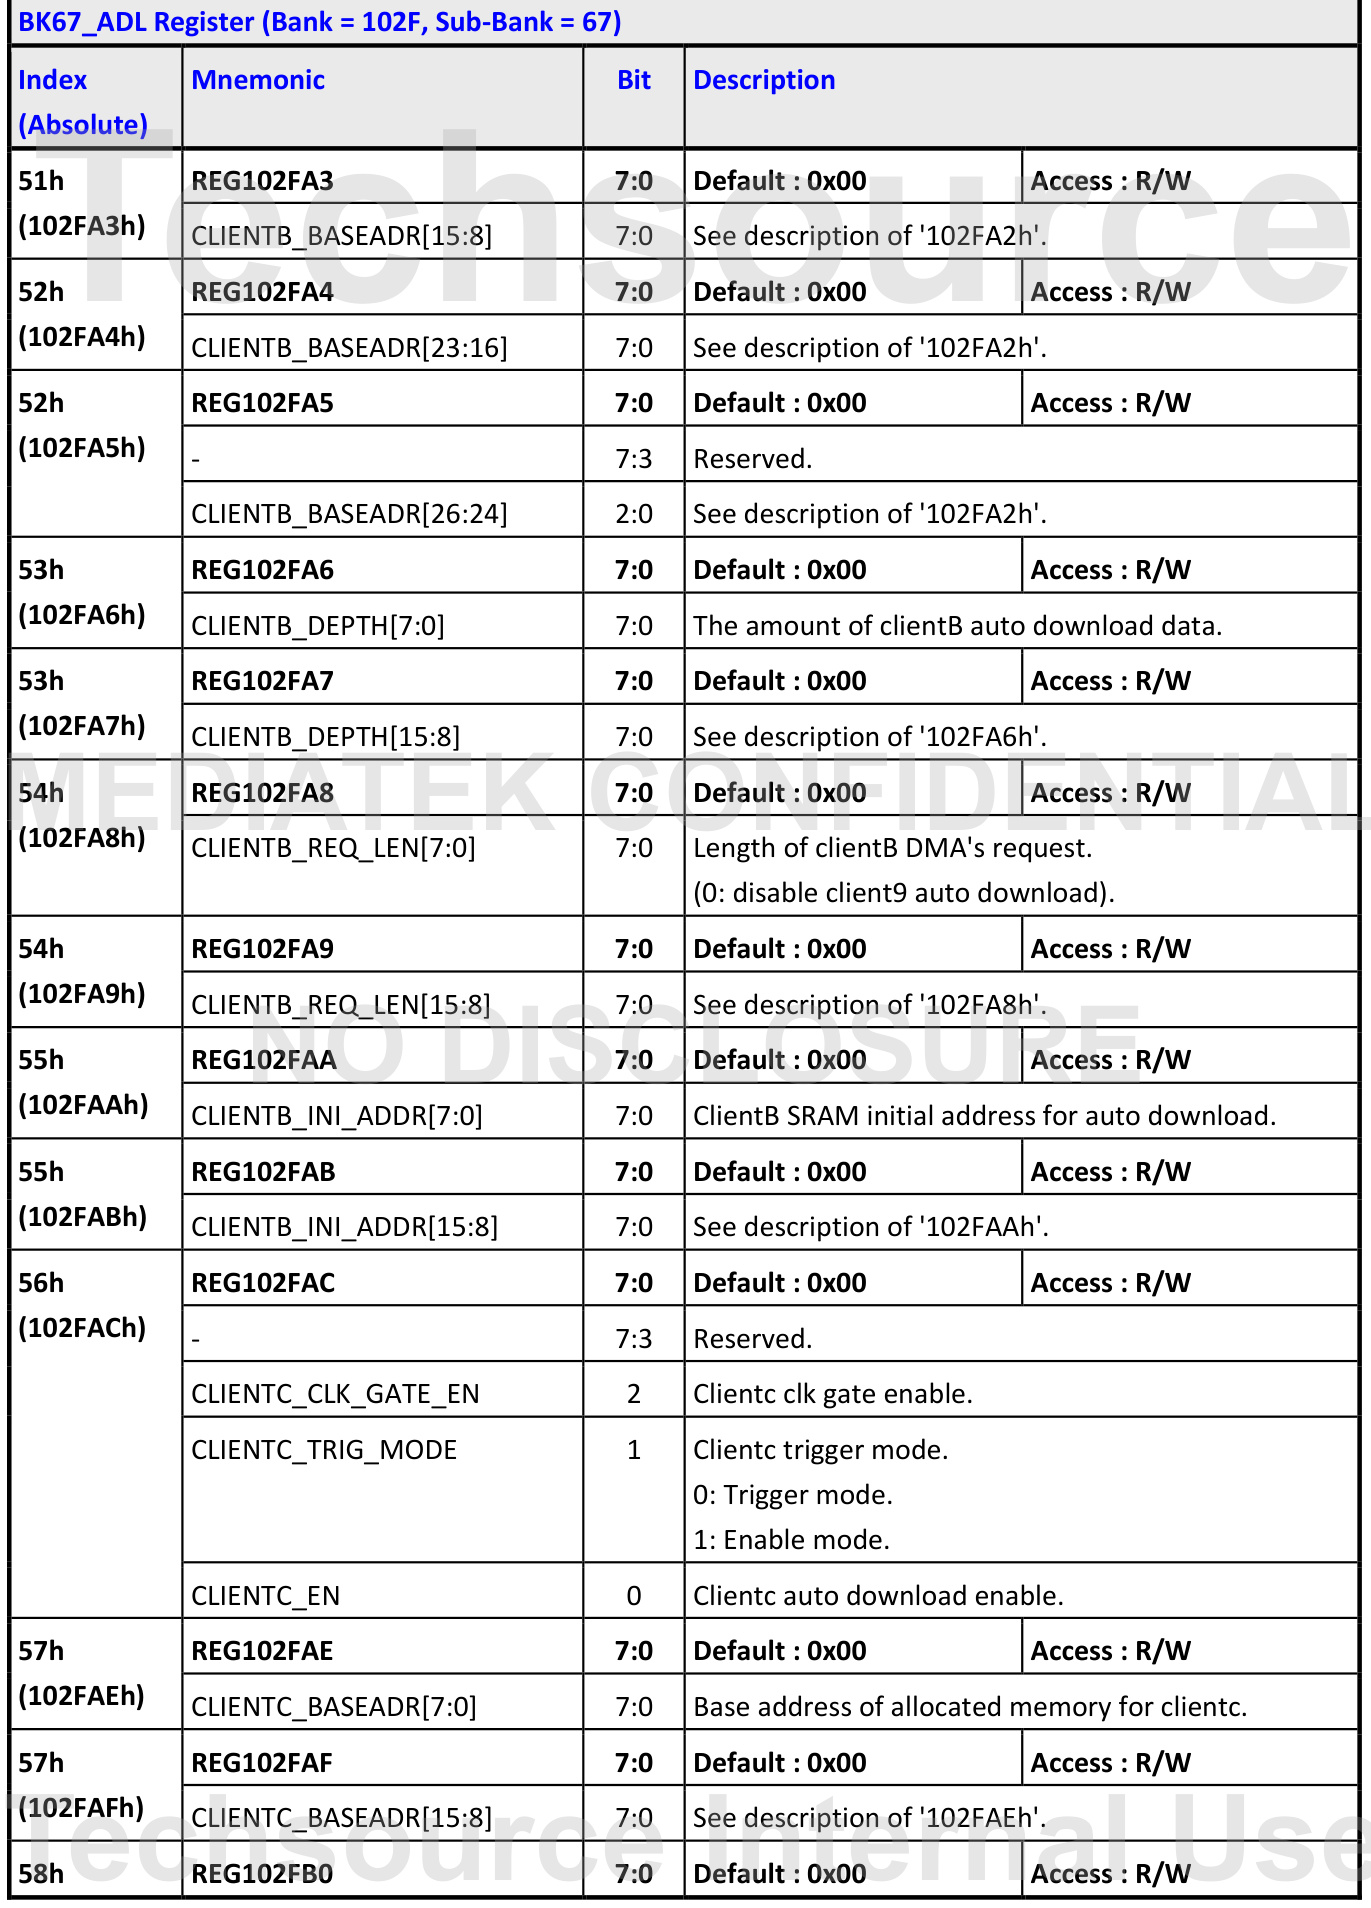 BK67_ADL Register (Bank = 102F, Sub-Bank = 67)
Index (Absolute) Mnemonic Bit Description
51h (102FA3h) REG102FA3 7:0 Default : 0x00 Access : R/W
CLIENTB_BASEADR[15:8] 7:0 See description of '102FA2h'.
52h (102FA4h) REG102FA4 7:0 Default : 0x00 Access : R/W
CLIENTB_BASEADR[23:16] 7:0 See description of '102FA2h'.
52h (102FA5h) REG102FA5 7:0 Default : 0x00 Access : R/W
- 7:3 Reserved.
CLIENTB_BASEADR[26:24] 2:0 See description of '102FA2h'.
53h (102FA6h) REG102FA6 7:0 Default : 0x00 Access : R/W
CLIENTB_DEPTH[7:0] 7:0 The amount of clientB auto download data.
53h (102FA7h) REG102FA7 7:0 Default : 0x00 Access : R/W
CLIENTB_DEPTH[15:8] 7:0 See description of '102FA6h'.
54h (102FA8h) REG102FA8 7:0 Default : 0x00 Access : R/W
CLIENTB_REQ_LEN[7:0] 7:0 Length of clientB DMA's request.
(0: disable client9 auto download).
54h (102FA9h) REG102FA9 7:0 Default : 0x00 Access : R/W
CLIENTB_REQ_LEN[15:8] 7:0 See description of '102FA8h'.
55h (102FAAh) REG102FAA 7:0 Default : 0x00 Access : R/W
CLIENTB_INI_ADDR[7:0] 7:0 ClientB SRAM initial address for auto download.
55h (102FABh) REG102FAB 7:0 Default : 0x00 Access : R/W
CLIENTB_INI_ADDR[15:8] 7:0 See description of '102FAAh'.
56h (102FACh) REG102FAC 7:0 Default : 0x00 Access : R/W
- 7:3 Reserved.
CLIENTC_CLK_GATE_EN 2 Clientc clk gate enable.
CLIENTC_TRIG_MODE 1 Clientc trigger mode.
0: Trigger mode.
1: Enable mode.
CLIENTC_EN 0 Clientc auto download enable.
57h (102FAEh) REG102FAE 7:0 Default : 0x00 Access : R/W
CLIENTC_BASEADR[7:0] 7:0 Base address of allocated memory for clientc.
57h (102FAFh) REG102FAF 7:0 Default : 0x00 Access : R/W
CLIENTC_BASEADR[15:8] 7:0 See description of '102FAEh'.
58h REG102FB0 7:0 Default : 0x00 Access : R/W
Techsource
MEDIATEK CONFIDENTIAL
NO DISCLOSURE
Techsource Internal Use